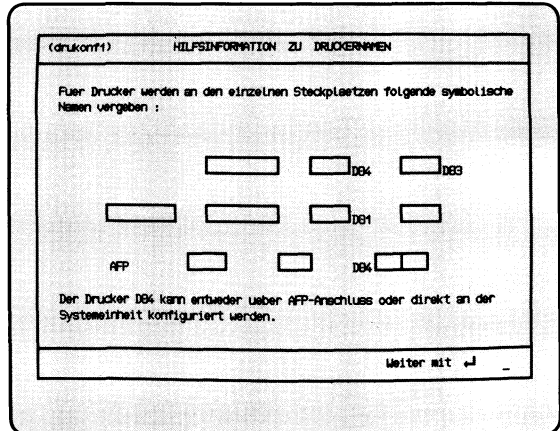 (drukonf1) HILFSINFORMATION ZU DRUCKERNAMEN
Fuer Drucker werden an den einzelnen Steckplaetzen folgende symbolische
Namen vergeben :
DB4 DB3
DB1
AFP DB4
Der Drucker DB4 kann entweder ueber AFP-Anschluss oder direkt an der
Systemeinheit konfiguriert werden.
Weiter mit ↵ _